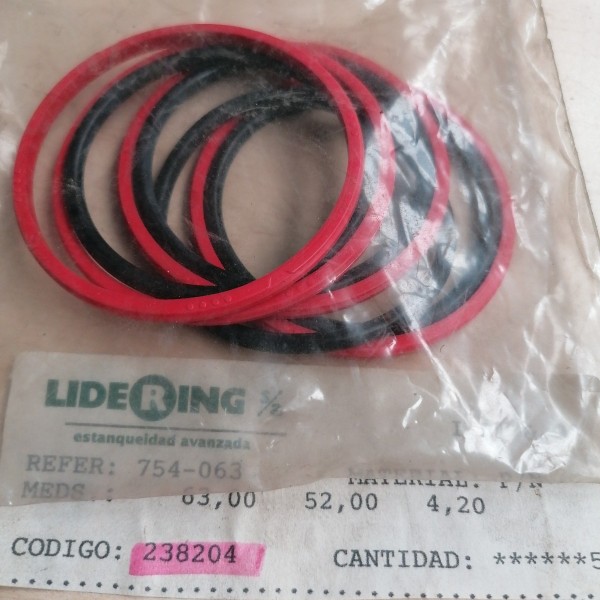 LIDERING S/A
estanqueidad avanzada
REFER: 754-063 MATERIAL: P/N
MEDS.: 63,00 52,00 4,20
CODIGO: 238204 CANTIDAD: ******5